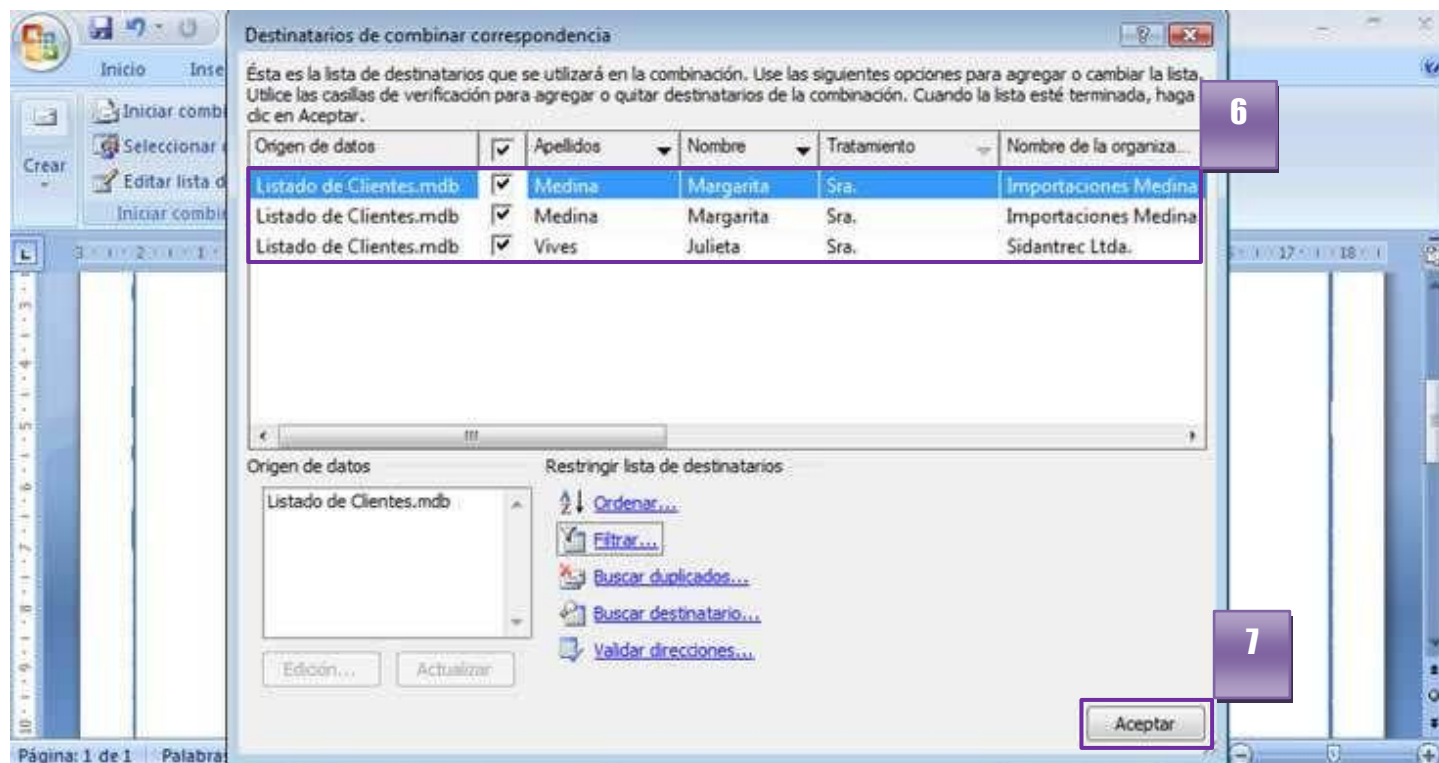 Destinatarios de combinar correspondencia
Inicio
Ésta es la lista de destinatarios que se utilizará en la combinación. Use las siguientes opciones para agregar o cambiar la lista.
Utilice las casillas de verificación para agregar o quitar destinatarios de la combinación. Cuando la lista esté terminada, haga
clic en Aceptar.
6
Iniciar
Seleccionar
Crear
Editar lista
Iniciar
Origen de datos Apellidos Nombre Tratamiento Nombre de la organiza...
Listado de Clientes.mdb Medina Margarita Sra. Importaciones Medina
Listado de Clientes.mdb Medina Margarita Sra. Importaciones Medina
Listado de Clientes.mdb Vives Julieta Sra. Sidantrec Ltda.
3 2 1 17 18
Origen de datos Restringir lista de destinatarios
Listado de Clientes.mdb
Ordenar...
Filtrar...
Buscar duplicados...
Buscar destinatario...
Validar direcciones...
Edición... Actualizar
7
Aceptar
Página: 1 de 1